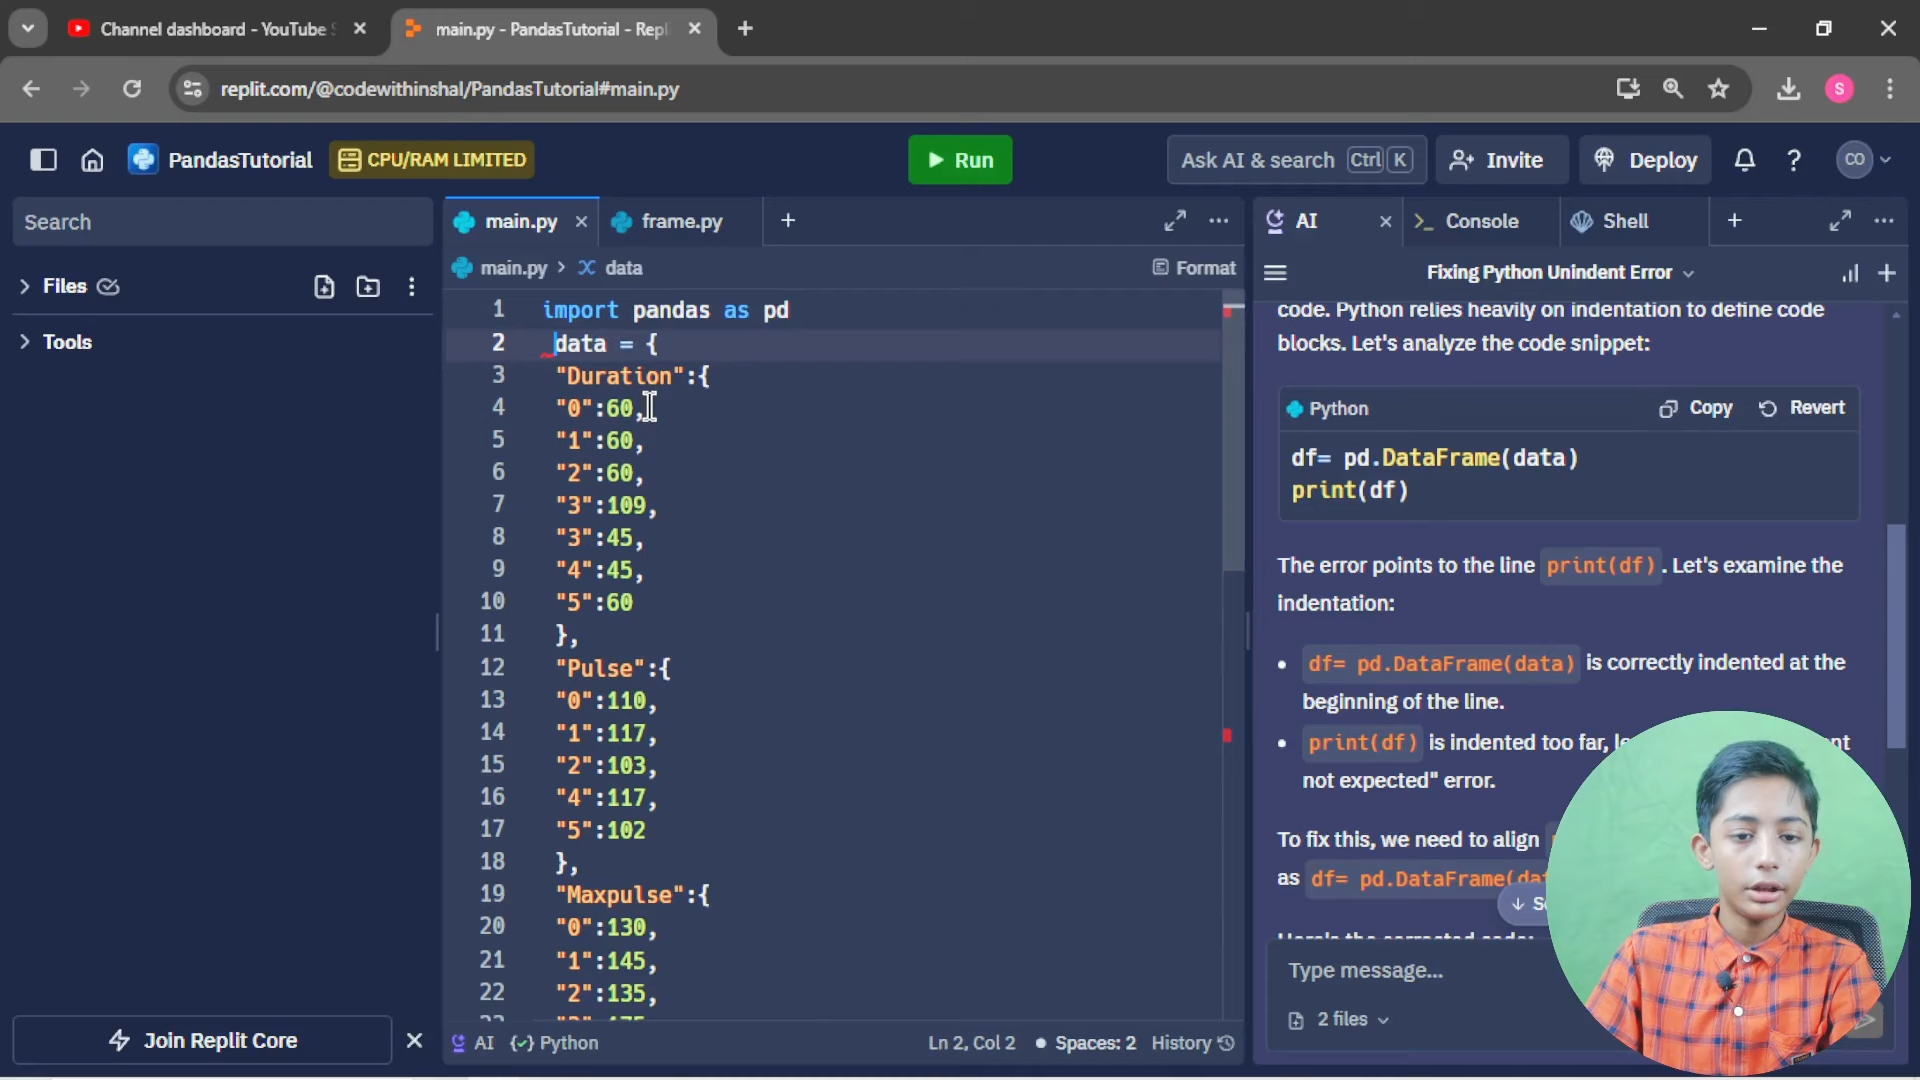 Channel dashboard - YouTube S
main.py - PandasTutorial - Repl
replit.com/@codewithinshal/PandasTutorial#main.py
S
PandasTutorial
CPU/RAM LIMITED
Run
Ask AI & search Ctrl K
Invite
Deploy
CO
Search
Files
Tools
Join Replit Core
main.py
frame.py
main.py > data
Format
1 import pandas as pd
2 data = {
3 "Duration":{
4 "0":60,
5 "1":60,
6 "2":60,
7 "3":109,
8 "3":45,
9 "4":45,
10 "5":60
11 },
12 "Pulse":{
13 "0":110,
14 "1":117,
15 "2":103,
16 "4":117,
17 "5":102
18 },
19 "Maxpulse":{
20 "0":130,
21 "1":145,
22 "2":135,
AI {✓} Python
Ln 2, Col 2 • Spaces: 2 History
AI
Console
Shell
Fixing Python Unindent Error
code. Python relies heavily on indentation to define code
blocks. Let's analyze the code snippet:
Python
Copy
Revert
df= pd.DataFrame(data)
print(df)
The error points to the line print(df) . Let's examine the
indentation:
• df= pd.DataFrame(data) is correctly indented at the
beginning of the line.
• print(df) is indented too far,
not expected" error.
To fix this, we need to align
as df= pd.DataFrame(dat
Here's the corrected code:
Type message...
2 files